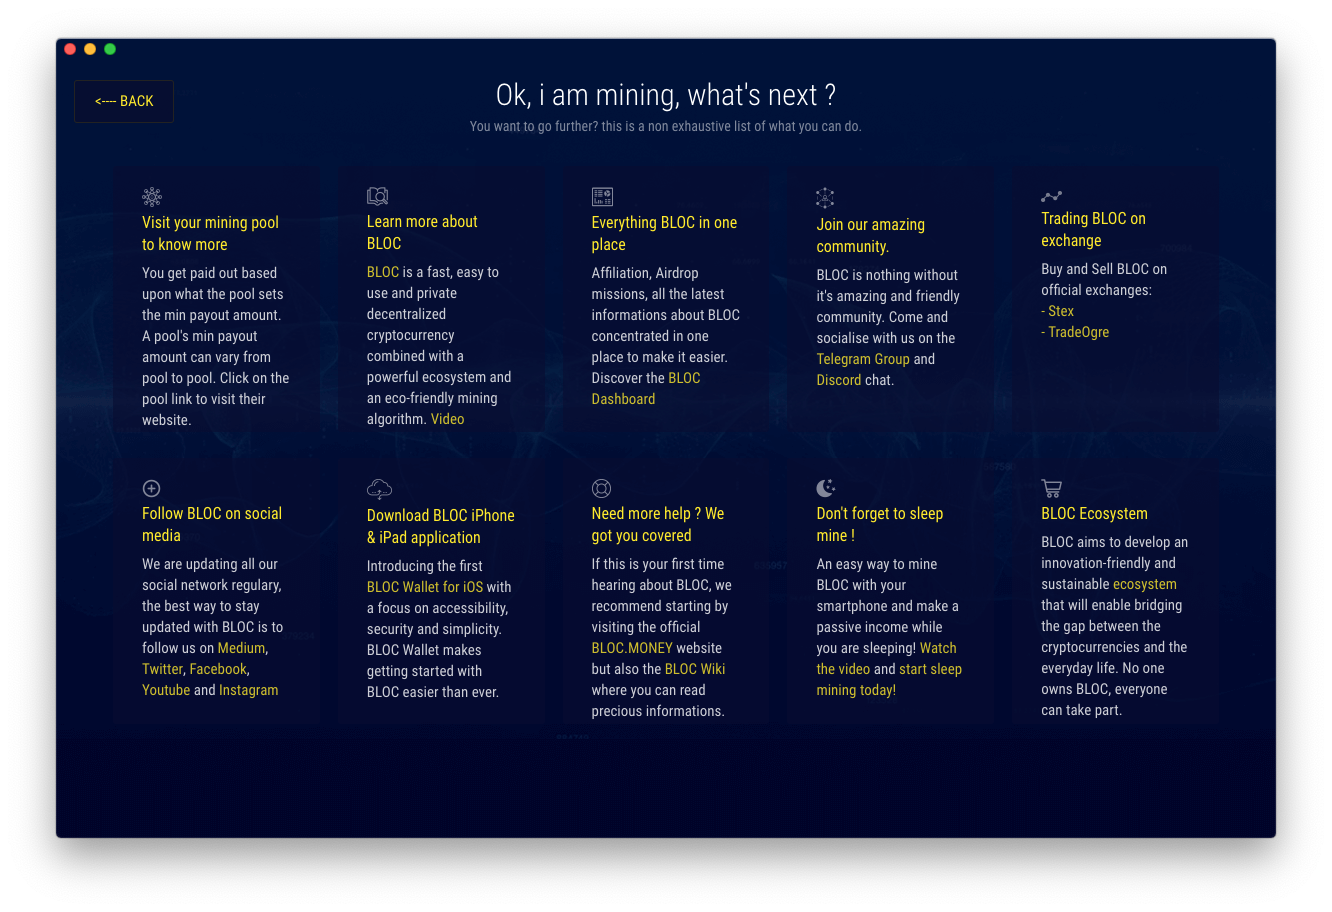 <---- BACK
Ok, i am mining, what's next ?
You want to go further? this is a non exhaustive list of what you can do.
Visit your mining pool
to know more
You get paid out based
upon what the pool sets
the min payout amount.
A pool's min payout
amount can vary from
pool to pool. Click on the
pool link to visit their
website.
Learn more about
BLOC
BLOC is a fast, easy to
use and private
decentralized
cryptocurrency
combined with a
powerful ecosystem and
an eco-friendly mining
algorithm. Video
Everything BLOC in one
place
Affiliation, Airdrop
missions, all the latest
informations about BLOC
concentrated in one
place to make it easier.
Discover the BLOC
Dashboard
Join our amazing
community.
BLOC is nothing without
it's amazing and friendly
community. Come and
socialise with us on the
Telegram Group and
Discord chat.
Trading BLOC on
exchange
Buy and Sell BLOC on
official exchanges:
- Stex
- TradeOgre
Follow BLOC on social
media
We are updating all our
social network regulary,
the best way to stay
updated with BLOC is to
follow us on Medium,
Twitter, Facebook,
Youtube and Instagram
Download BLOC iPhone
& iPad application
Introducing the first
BLOC Wallet for iOS with
a focus on accessibility,
security and simplicity.
BLOC Wallet makes
getting started with
BLOC easier than ever.
Need more help ? We
got you covered
If this is your first time
hearing about BLOC, we
recommend starting by
visiting the official
BLOC.MONEY website
but also the BLOC Wiki
where you can read
precious informations.
Don't forget to sleep
mine !
An easy way to mine
BLOC with your
smartphone and make a
passive income while
you are sleeping! Watch
the video and start sleep
mining today!
BLOC Ecosystem
BLOC aims to develop an
innovation-friendly and
sustainable ecosystem
that will enable bridging
the gap between the
cryptocurrencies and the
everyday life. No one
owns BLOC, everyone
can take part.